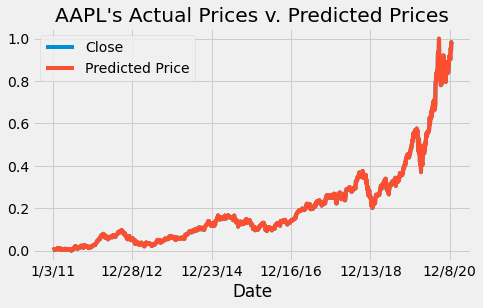 AAPL's Actual Prices v. Predicted Prices
Close
Predicted Price
1.0
0.8
0.6
0.4
0.2
0.0
1/3/11 12/28/12 12/23/14 12/16/16 12/13/18 12/8/20
Date